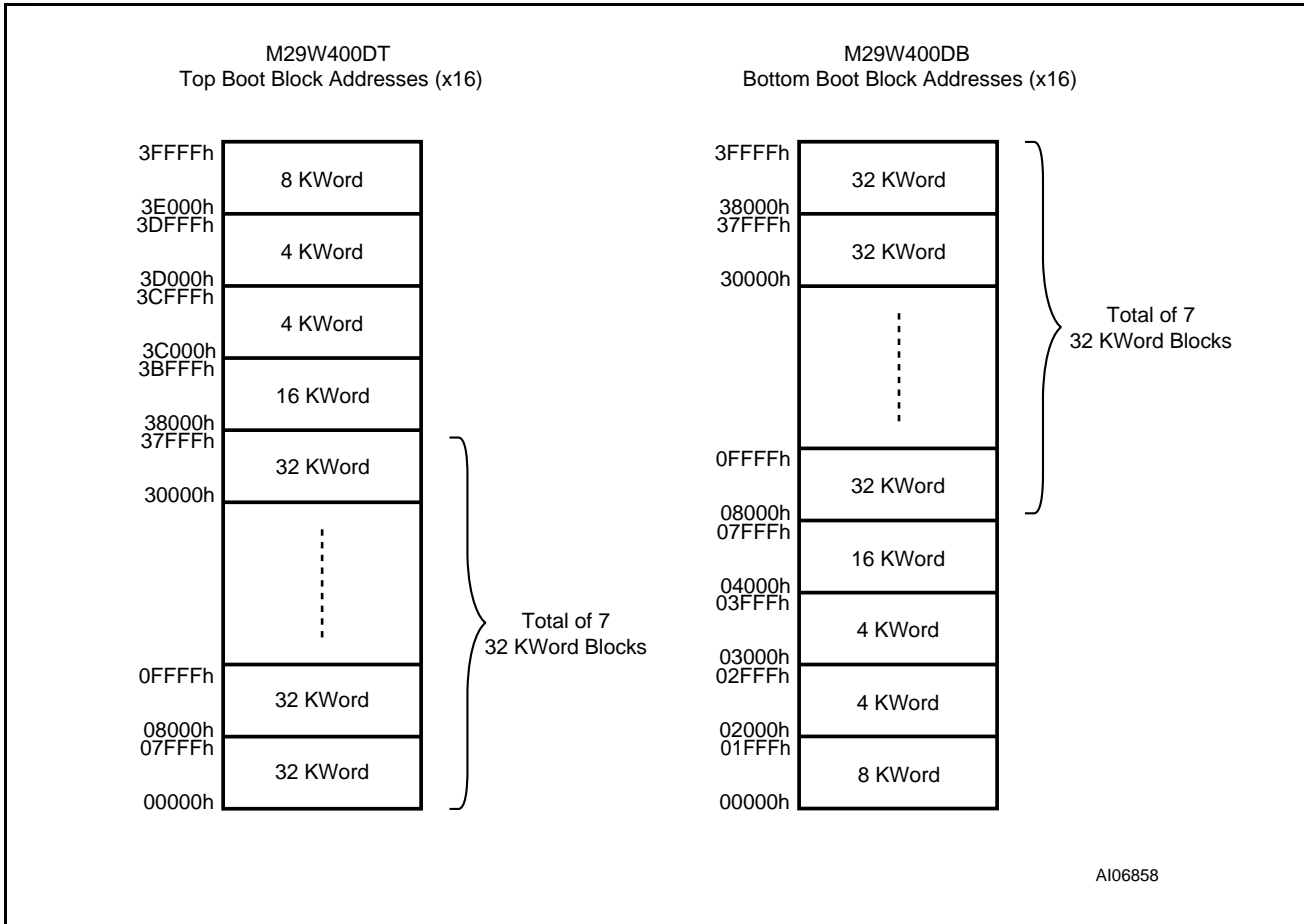 M29W400DT
Top Boot Block Addresses (x16)
3FFFFh
8 KWord
3E000h
3DFFFh
4 KWord
3D000h
3CFFFh
4 KWord
3C000h
3BFFFh
16 KWord
38000h
37FFFh
32 KWord
30000h
Total of 7
32 KWord Blocks
0FFFFh
32 KWord
08000h
07FFFh
32 KWord
00000h
M29W400DB
Bottom Boot Block Addresses (x16)
3FFFFh
32 KWord
38000h
37FFFh
32 KWord
30000h
Total of 7
32 KWord Blocks
0FFFFh
32 KWord
08000h
07FFFh
16 KWord
04000h
03FFFh
4 KWord
03000h
02FFFh
4 KWord
02000h
01FFFh
8 KWord
00000h
AI06858